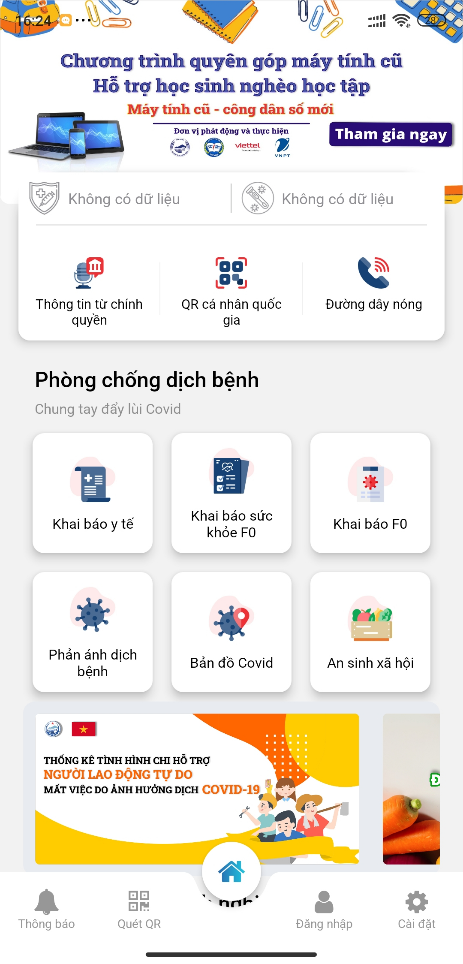 16:24
Chương trình quyên góp máy tính cũ
Hỗ trợ học sinh nghèo học tập
Máy tính cũ - công dân số mới
Đơn vị phát động và thực hiện
viettel
VNPT
Tham gia ngay
Không có dữ liệu
Không có dữ liệu
Thông tin từ chính
quyền
QR cá nhân quốc
gia
Đường dây nóng
Phòng chống dịch bệnh
Chung tay đẩy lùi Covid
Khai báo y tế
Khai báo sức
khỏe F0
Khai báo F0
Phản ánh dịch
bệnh
Bản đồ Covid
An sinh xã hội
THỐNG KÊ TÌNH HÌNH CHI HỖ TRỢ
NGƯỜI LAO ĐỘNG TỰ DO
MẤT VIỆC DO ẢNH HƯỞNG DỊCH COVID-19
Thông báo
Quét QR
Đăng nhập
Cài đặt